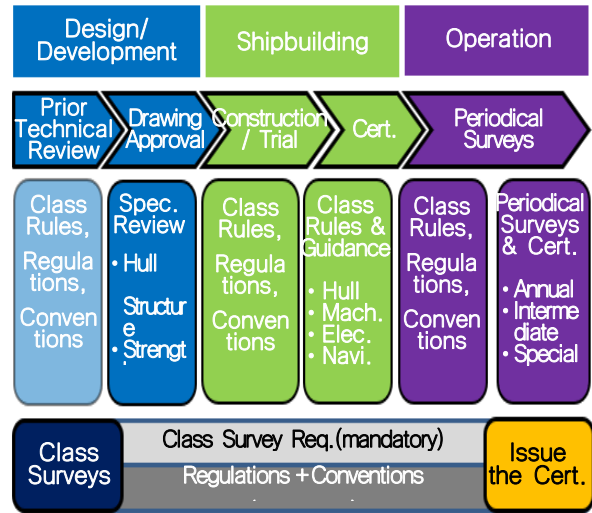 Design/
Development
Shipbuilding
Operation
Prior
Technical
Review
Drawing
Approval
Construction
/ Trial
Cert.
Periodical
Surveys
Class
Rules,
Regula
tions,
Conven
tions
Spec.
Review
• Hull
Structur
e
• Strengt
Class
Rules,
Regula
tions,
Conven
tions
Class
Rules &
Guidance
• Hull
• Mach.
• Elec.
• Navi.
Class
Rules,
Regula
tions,
Conven
tions
Periodical
Surveys
& Cert.
• Annual
• Interme
diate
• Special
Class
Surveys
Class Survey Req.(mandatory)
Regulations + Conventions
Issue
the Cert.